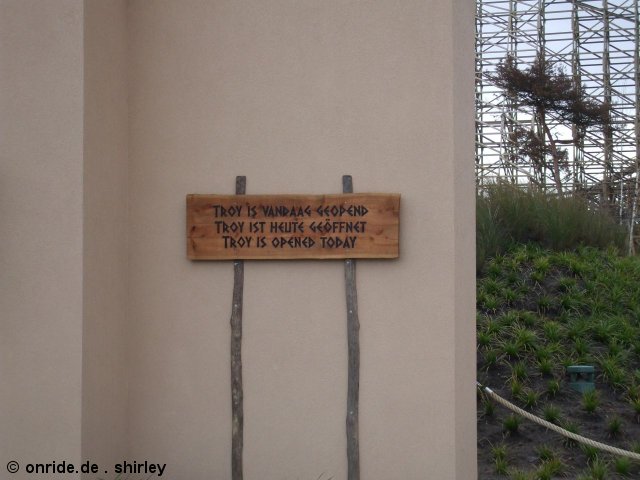 TROY IS VANDAAG GEOPEND
TROY IST HEUTE GEÖFFNET
TROY IS OPENED TODAY
© onride.de . shirley